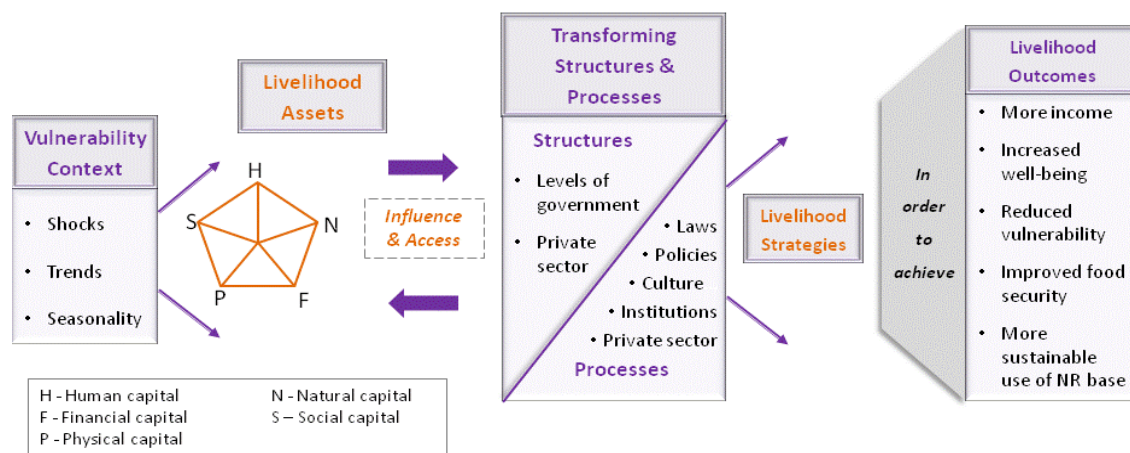 Vulnerability
Context
• Shocks
• Trends
• Seasonality
Livelihood
Assets
H
S
N
P
F
Influence
& Access
Transforming
Structures &
Processes
Structures
• Levels of
government
• Private
sector
• Laws
• Policies
• Culture
• Institutions
• Private sector
Processes
Livelihood
Strategies
In
order
to
achieve
Livelihood
Outcomes
• More income
• Increased
well-being
• Reduced
vulnerability
• Improved food
security
• More
sustainable
use of NR base
H - Human capital
N - Natural capital
F - Financial capital
S – Social capital
P - Physical capital